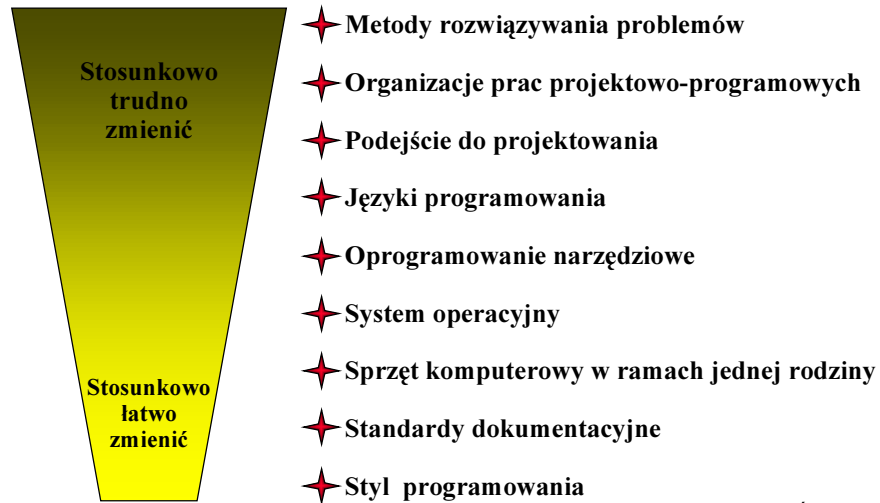 Metody rozwiązywania problemów
Stosunkowo
trudno
zmienić
Organizacje prac projektowo-programowych
Podejście do projektowania
Języki programowania
Oprogramowanie narzędziowe
System operacyjny
Sprzęt komputerowy w ramach jednej rodziny
Stosunkowo
łatwo
zmienić
Standardy dokumentacyjne
Styl programowania